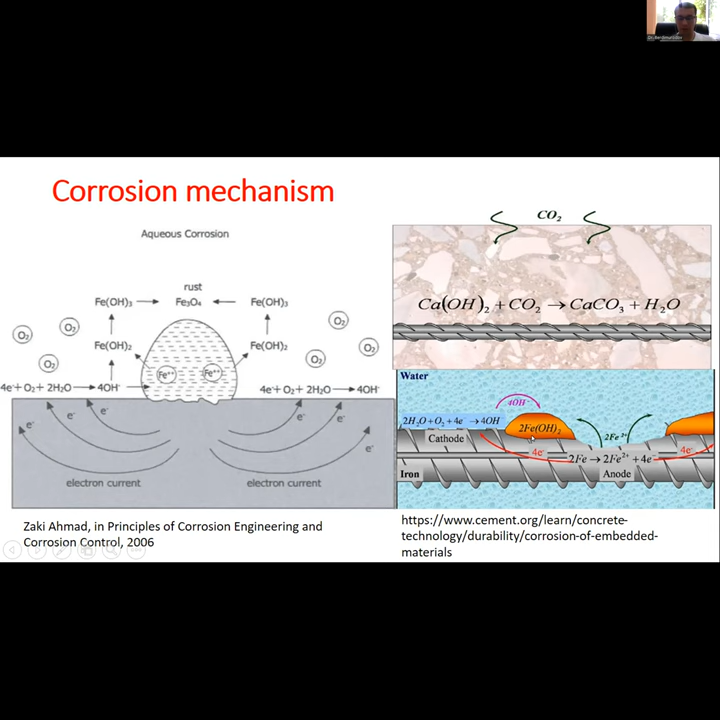 Corrosion mechanism
Aqueous Corrosion
rust
Fe(OH)₃ → Fe₃O₄ ← Fe(OH)₃
O₂ O₂ O₂ O₂ O₂ O₂
Fe(OH)₂ Fe(OH)₂
Fe⁺⁺ Fe⁺⁺
4e+O₂+ 2H₂O → 4OH⁻ 4e+O₂+ 2H₂O → 4OH⁻
e⁻ e⁻ e⁻ e⁻ e⁻ e⁻
electron current electron current
Zaki Ahmad, in Principles of Corrosion Engineering and
Corrosion Control, 2006
CO₂
Ca(OH)₂ + CO₂ → CaCO₃ + H₂O
Water
4OH⁻
2H₂O+O₂+4e⁻ → 4OH
2Fe(OH)₂
2Fe²⁺
Cathode
4e⁻ 2Fe → 2Fe²⁺ +4e⁻ 4e⁻
Iron
Anode
https://www.cement.org/learn/concrete-
technology/durability/corrosion-of-embedded-
materials